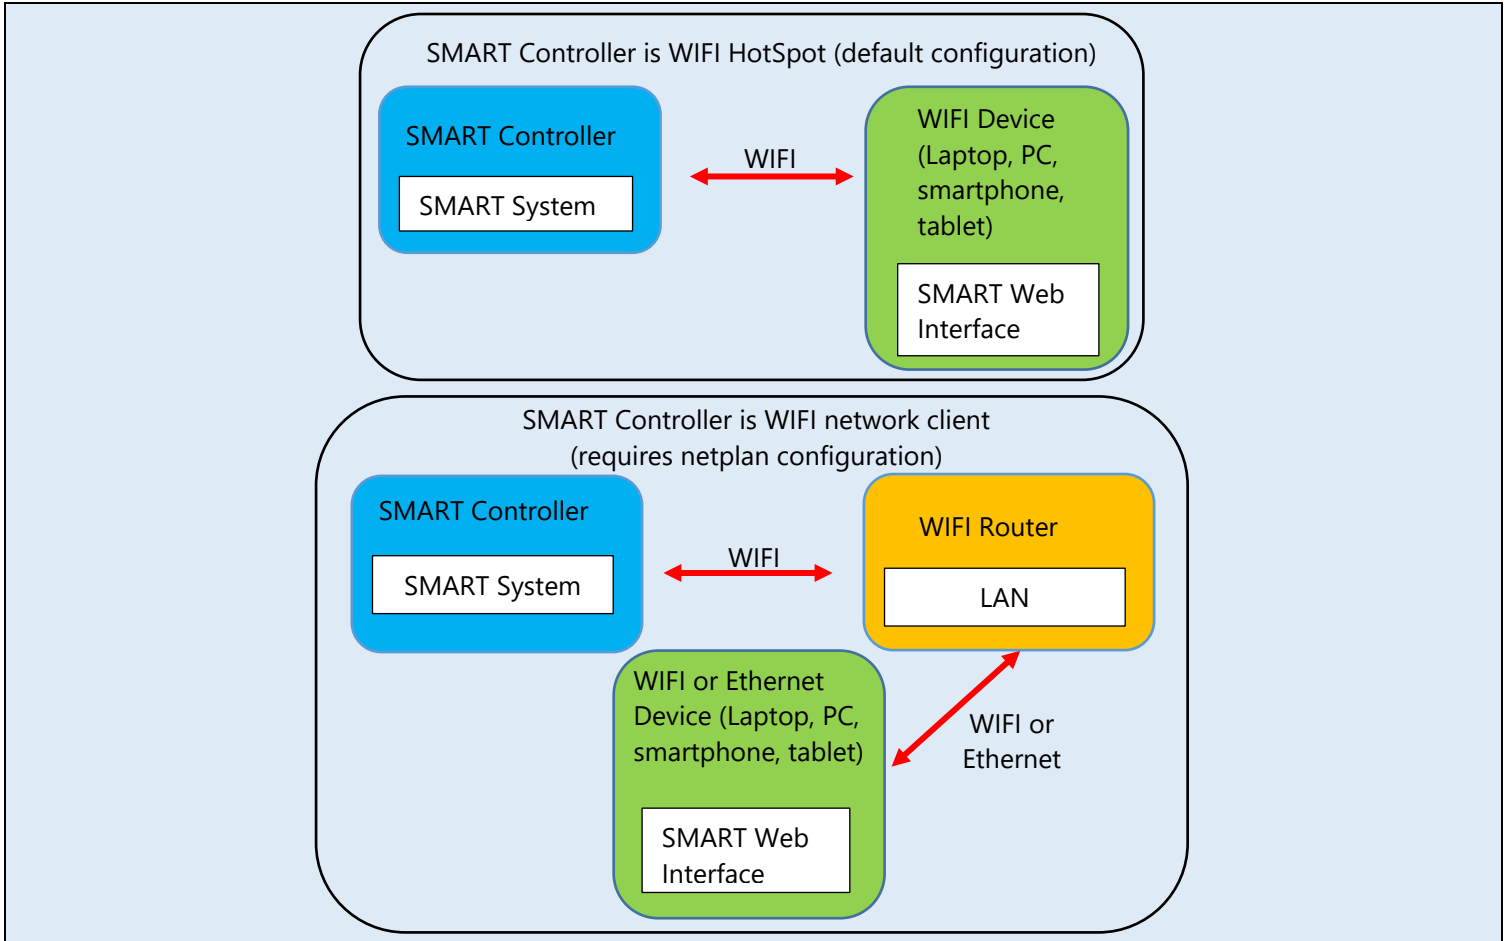 SMART Controller is WIFI HotSpot (default configuration)
SMART Controller
SMART System
WIFI
WIFI Device
(Laptop, PC,
smartphone,
tablet)
SMART Web
Interface
SMART Controller is WIFI network client
(requires netplan configuration)
SMART Controller
SMART System
WIFI
WIFI Router
LAN
WIFI or Ethernet
Device (Laptop, PC,
smartphone, tablet)
SMART Web
Interface
WIFI or
Ethernet